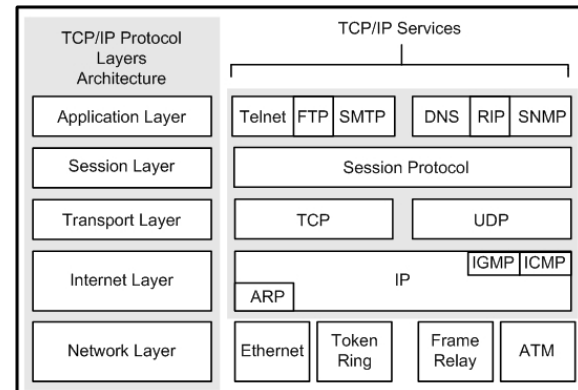 TCP/IP Protocol
Layers
Architecture
TCP/IP Services
Application Layer
Telnet FTP SMTP DNS RIP SNMP
Session Layer
Session Protocol
Transport Layer
TCP UDP
Internet Layer
IGMP ICMP
IP
ARP
Network Layer
Ethernet
Token
Ring
Frame
Relay
ATM